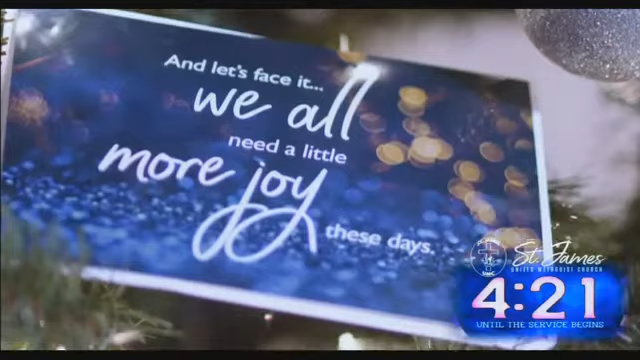 And let's face it...
we all
need a little
more joy
these days.
St. James
UNITED METHODIST CHURCH
4:21
UNTIL THE SERVICE BEGINS